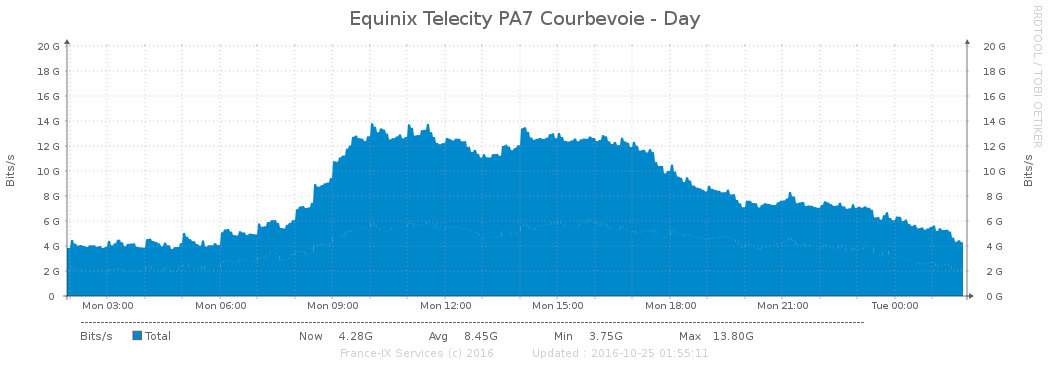 Equinix Telecity PA7 Courbevoie - Day
RRDTOOL / TOBI OETIKER
Bits/s
20 G 20 G
18 G 18 G
16 G 16 G
14 G 14 G
12 G 12 G
10 G 10 G
8 G 8 G
6 G 6 G
4 G 4 G
2 G 2 G
0 0 G
Bits/s
Mon 03:00 Mon 06:00 Mon 09:00 Mon 12:00 Mon 15:00 Mon 18:00 Mon 21:00 Tue 00:00
Bits/s Total Now 4.28G Avg 8.45G Min 3.75G Max 13.80G
France-IX Services (c) 2016 Updated : 2016-10-25 01:55:11